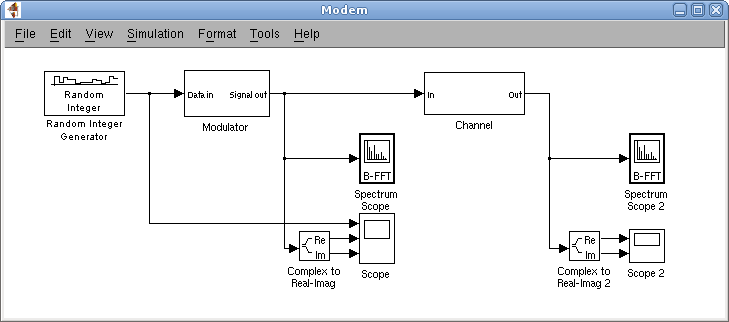 Modem
File Edit View Simulation Format Tools Help
Random
Integer
Random Integer
Generator
Data in Signal out
Modulator
In Out
Channel
B-FFT
Spectrum
Scope
B-FFT
Spectrum
Scope 2
Re
Im
Complex to
Real-Imag
Scope
Re
Im
Complex to
Real-Imag 2
Scope 2